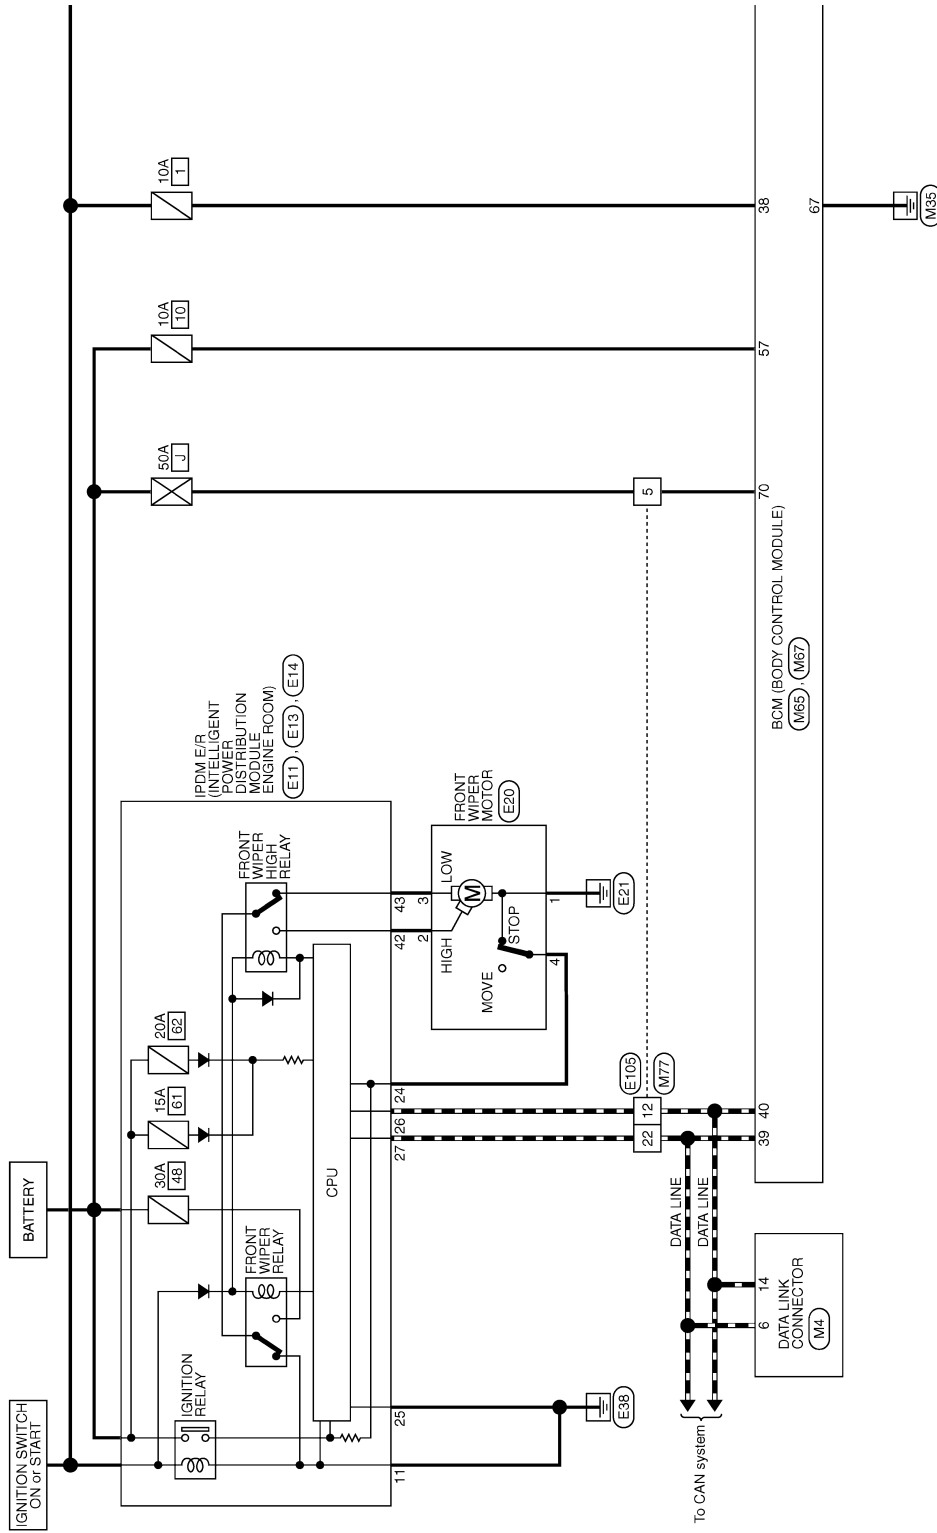 IGNITION SWITCH
ON or START
BATTERY
10A
1
10A
10
50A
J
20A
62
15A
61
30A
48
IGNITION
RELAY
FRONT
WIPER
RELAY
FRONT
WIPER
HIGH
RELAY
CPU
IPDM E/R
(INTELLIGENT
POWER
DISTRIBUTION
MODULE
ENGINE ROOM)
E11 , E13 , E14
11
25
27
26
24
42
43
2
3
HIGH
LOW
M
MOVE
STOP
4
1
FRONT
WIPER
MOTOR
E20
E38
E21
E105
M77
22
12
5
DATA LINE
DATA LINE
To CAN system
6
14
DATA LINK
CONNECTOR
M4
39
40
70
57
38
BCM (BODY CONTROL MODULE)
M65 , M67
67
M35